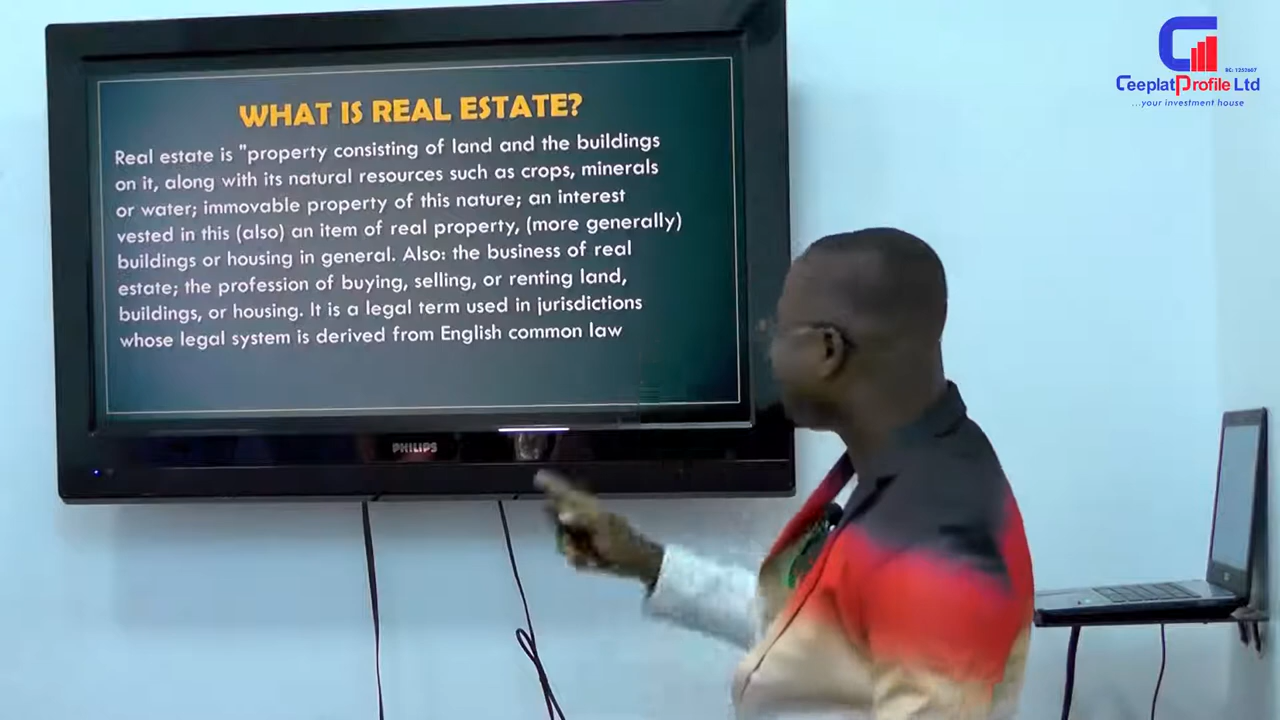 WHAT IS REAL ESTATE?
Real estate is "property consisting of land and the buildings
on it, along with its natural resources such as crops, minerals
or water; immovable property of this nature; an interest
vested in this (also) an item of real property, (more generally)
buildings or housing in general. Also: the business of real
estate; the profession of buying, selling, or renting land,
buildings, or housing. It is a legal term used in jurisdictions
whose legal system is derived from English common law
PHILIPS
RC: 1252607
CeeplatProfile Ltd
...your investment house